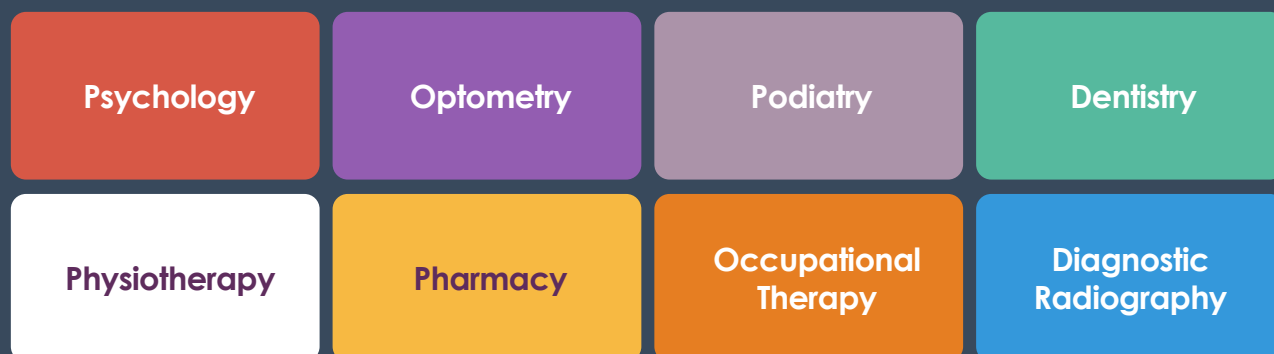 Psychology
Optometry
Podiatry
Dentistry
Physiotherapy
Pharmacy
Occupational
Therapy
Diagnostic
Radiography